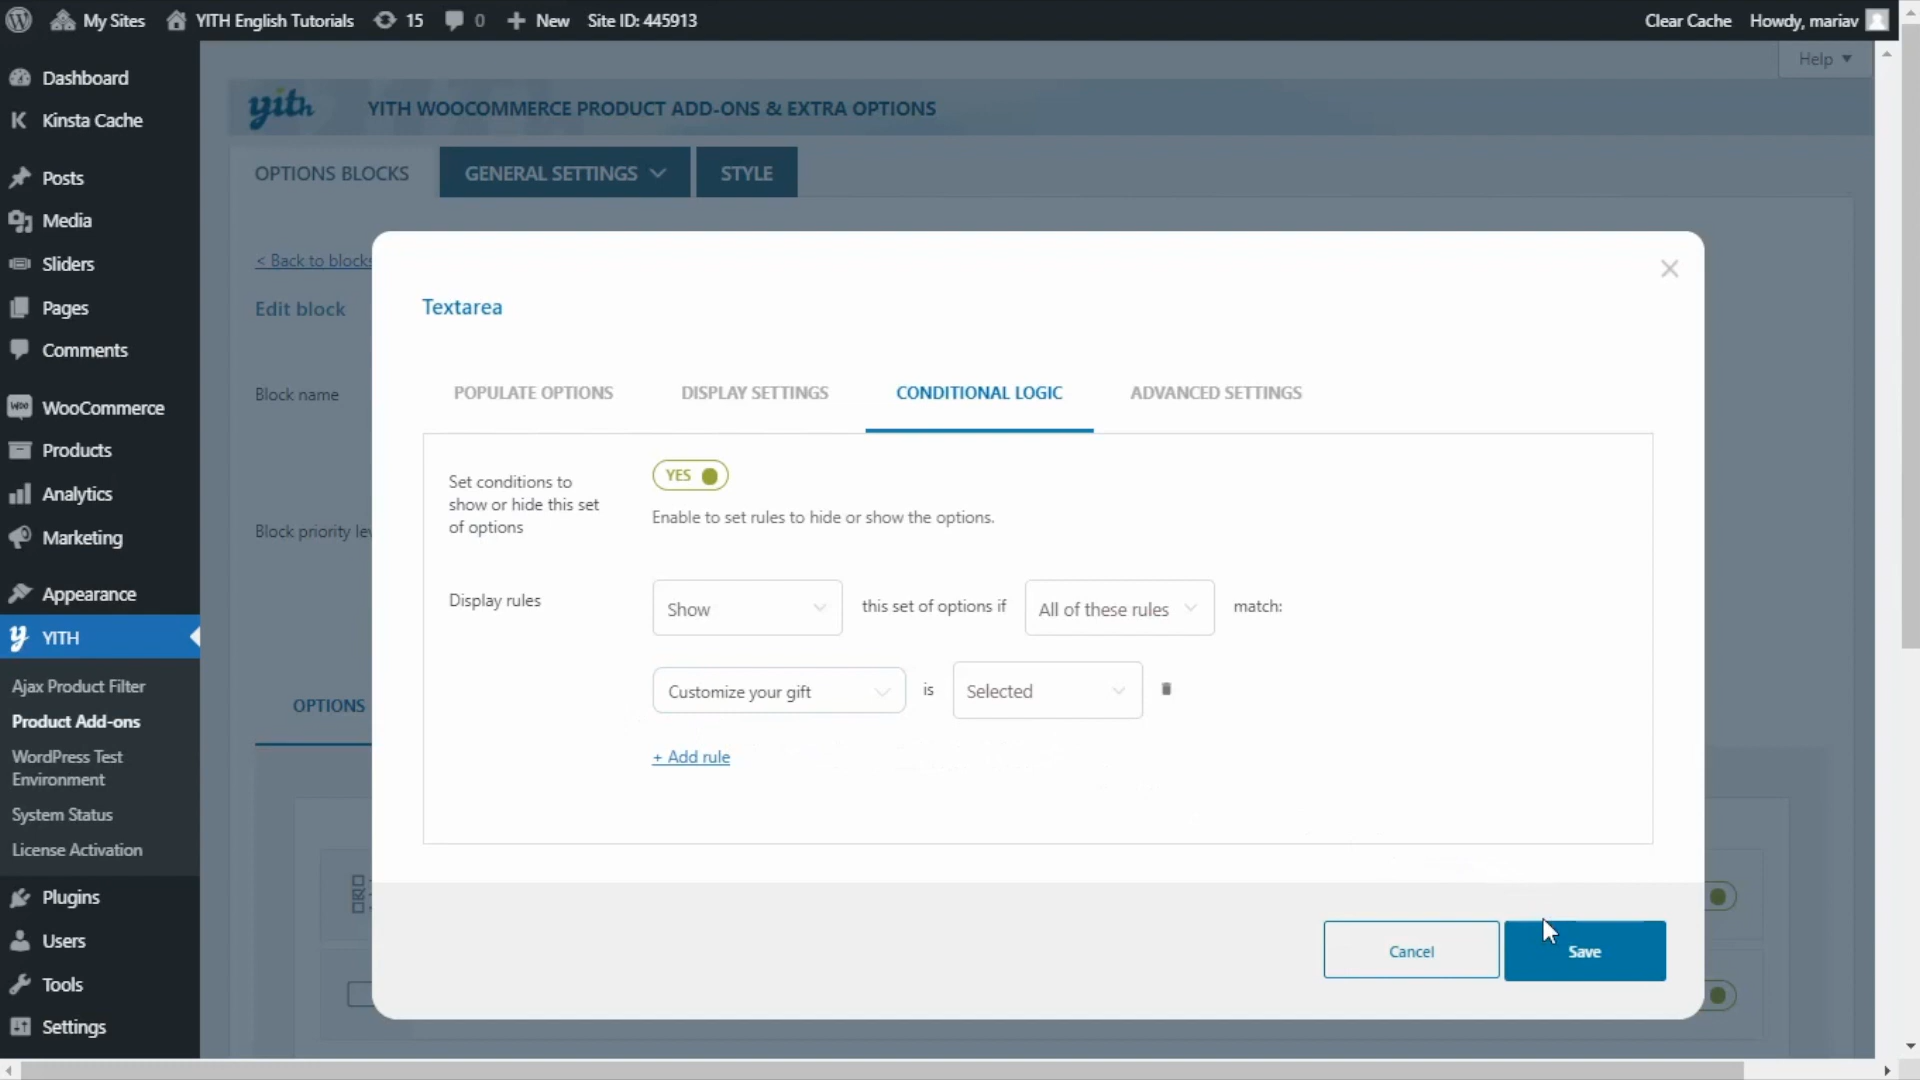 My Sites YITH English Tutorials 15 0 New Site ID: 445913 Clear Cache Howdy, mariav
Help
Dashboard
Kinsta Cache
Posts
Media
Sliders
Pages
Comments
WooCommerce
Products
Analytics
Marketing
Appearance
YITH
Ajax Product Filter
Product Add-ons
WordPress Test
Environment
System Status
License Activation
Plugins
Users
Tools
Settings
yith YITH WOOCOMMERCE PRODUCT ADD-ONS & EXTRA OPTIONS
OPTIONS BLOCKS GENERAL SETTINGS STYLE
< Back to blocks
Edit block
Block name
Block priority lev
OPTIONS
Textarea
POPULATE OPTIONS DISPLAY SETTINGS CONDITIONAL LOGIC ADVANCED SETTINGS
Set conditions to
show or hide this set
of options
YES
Enable to set rules to hide or show the options.
Display rules Show this set of options if All of these rules match:
Customize your gift is Selected
+ Add rule
Cancel Save